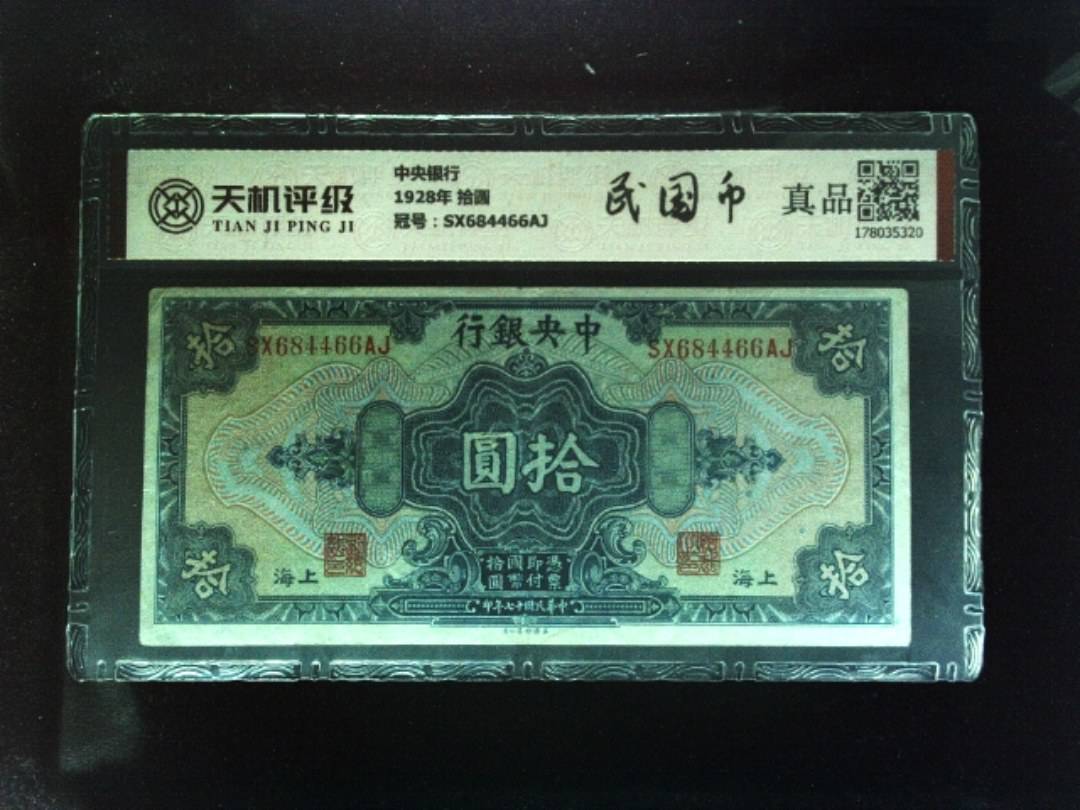 天机评级
TIAN JI PING JI
中央银行
1928年 拾圆
冠号：SX684466AJ
民国币
真品
178035320
行銀央中
拾
SX684466AJ
SX684466AJ
拾
圓拾
拾
上海
憑票
即付
國幣
拾圓
上海
拾
印年七十國民華中